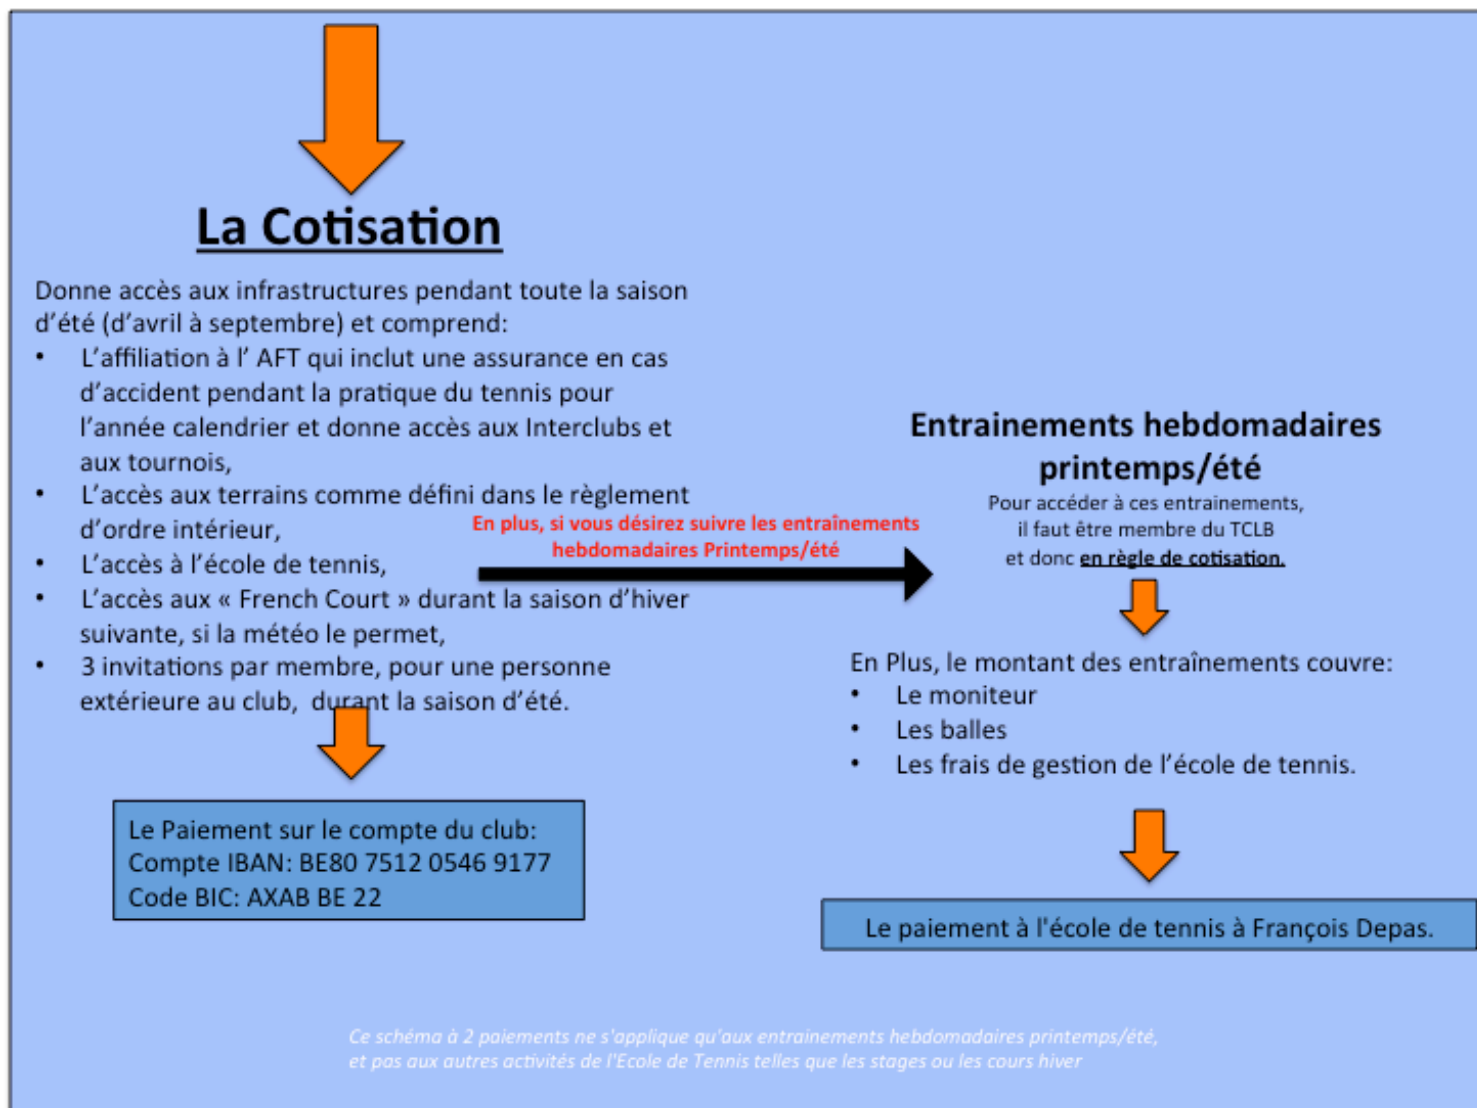 La Cotisation
Donne accès aux infrastructures pendant toute la saison
d’été (d’avril à septembre) et comprend:
• L’affiliation à l’ AFT qui inclut une assurance en cas
d’accident pendant la pratique du tennis pour
l’année calendrier et donne accès aux Interclubs et
aux tournois,
• L’accès aux terrains comme défini dans le règlement
d’ordre intérieur,
• L’accès à l’école de tennis,
• L’accès aux « French Court » durant la saison d’hiver
suivante, si la météo le permet,
• 3 invitations par membre, pour une personne
extérieure au club, durant la saison d’été.
Le Paiement sur le compte du club:
Compte IBAN: BE80 7512 0546 9177
Code BIC: AXAB BE 22
En plus, si vous désirez suivre les entraînements
hebdomadaires Printemps/été
Entrainements hebdomadaires
printemps/été
Pour accéder à ces entrainements,
il faut être membre du TCLB
et donc en règle de cotisation.
En Plus, le montant des entraînements couvre:
• Le moniteur
• Les balles
• Les frais de gestion de l’école de tennis.
Le paiement à l'école de tennis à François Depas.
Ce schéma à 2 paiements ne s'applique qu'aux entrainements hebdomadaires printemps/été,
et pas aux autres activités de l'Ecole de Tennis telles que les stages ou les cours hiver